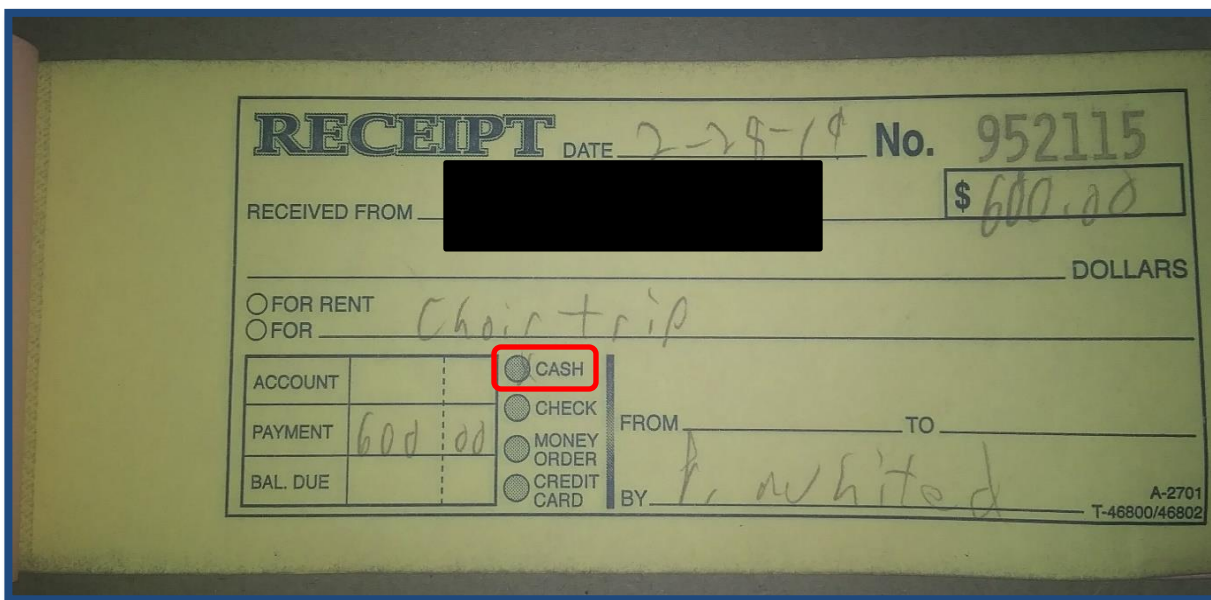 RECEIPT DATE 2-28-19 No. 952115
RECEIVED FROM $ 600.00
DOLLARS
FOR RENT
FOR Choir trip
ACCOUNT
PAYMENT 600.00
BAL. DUE
CASH
CHECK
MONEY
ORDER
CREDIT
CARD
FROM TO
BY Whited
A-2701
T-46800/46802